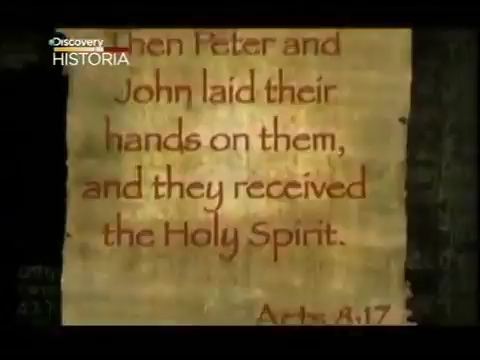 Discovery
HISTORIA
Then Peter and
John laid their
hands on them,
and they received
the Holy Spirit.
Acts 8:17